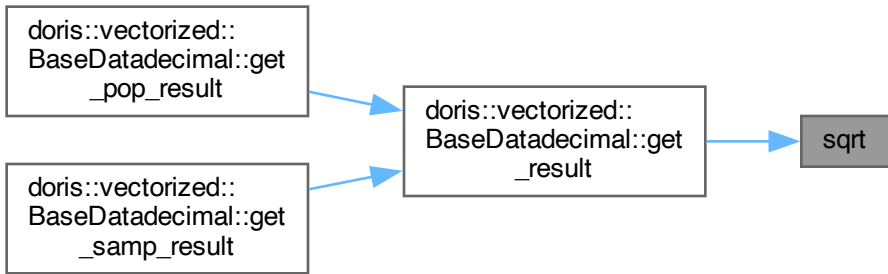 doris::vectorized::
BaseDatadecimal::get
_pop_result
doris::vectorized::
BaseDatadecimal::get
_result
sqrt
doris::vectorized::
BaseDatadecimal::get
_samp_result